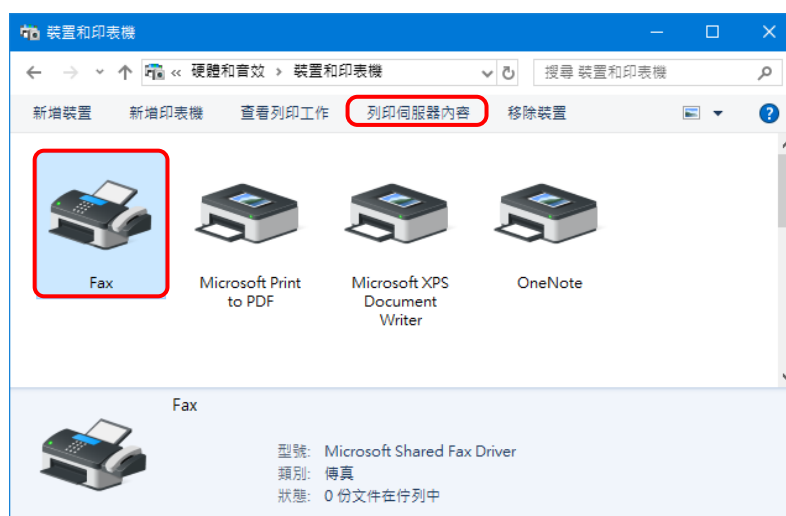 裝置和印表機
« 硬體和音效 › 裝置和印表機
搜尋 裝置和印表機
新增裝置 新增印表機 查看列印工作 列印伺服器內容 移除裝置
Fax
Microsoft Print
to PDF
Microsoft XPS
Document
Writer
OneNote
Fax
型號: Microsoft Shared Fax Driver
類別: 傳真
狀態: 0 份文件在佇列中